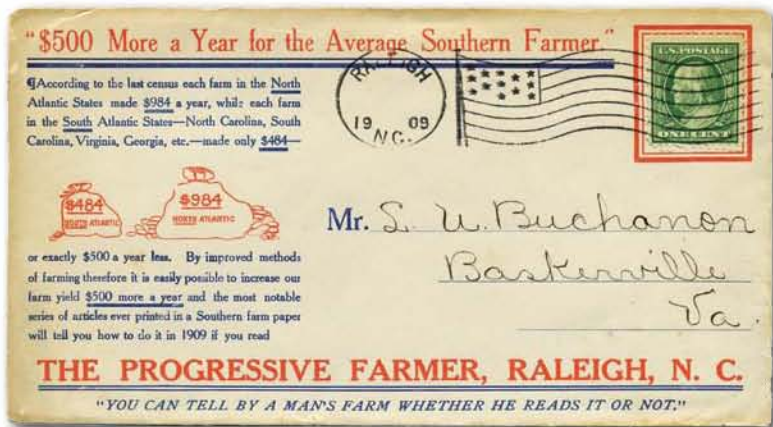 "$500 More a Year for the Average Southern Farmer."
¶According to the last census each farm in the North
Atlantic States made $984 a year, while each farm
in the South Atlantic States—North Carolina, South
Carolina, Virginia, Georgia, etc.—made only $484—
RALEIGH
19 09
N.C.
U.S. POSTAGE
ONE CENT
$484
SOUTH ATLANTIC
$984
NORTH ATLANTIC
or exactly $500 a year less. By improved methods
of farming therefore it is easily possible to increase our
farm yield $500 more a year and the most notable
series of articles ever printed in a Southern farm paper
will tell you how to do it in 1909 if you read
Mr. L. W. Buchanon
Baskerville
Va.
THE PROGRESSIVE FARMER, RALEIGH, N. C.
"YOU CAN TELL BY A MAN'S FARM WHETHER HE READS IT OR NOT."